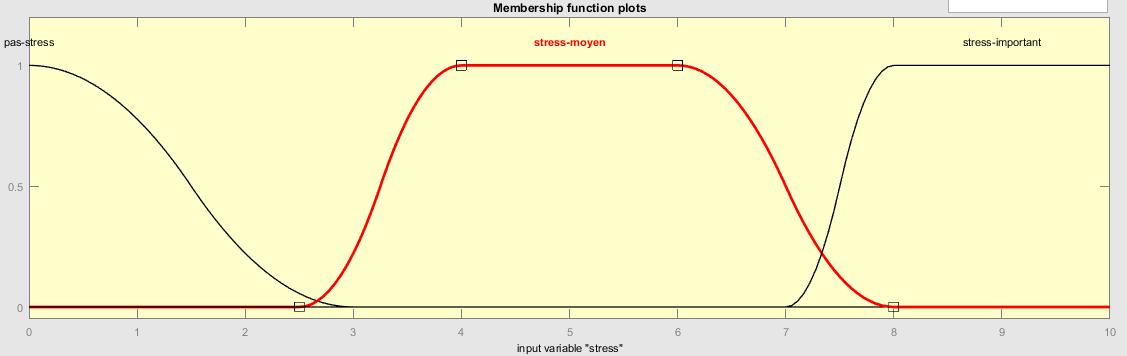 Membership function plots
pas-stress stress-moyen stress-important
1
0.5
0
0 1 2 3 4 5 6 7 8 9 10
input variable "stress"